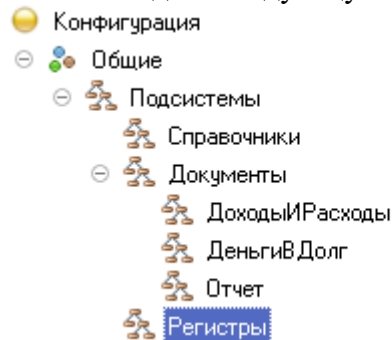 Конфигурация
Общие
Подсистемы
Справочники
Документы
ДоходыИРасходы
ДеньгиВДолг
Отчет
Регистры